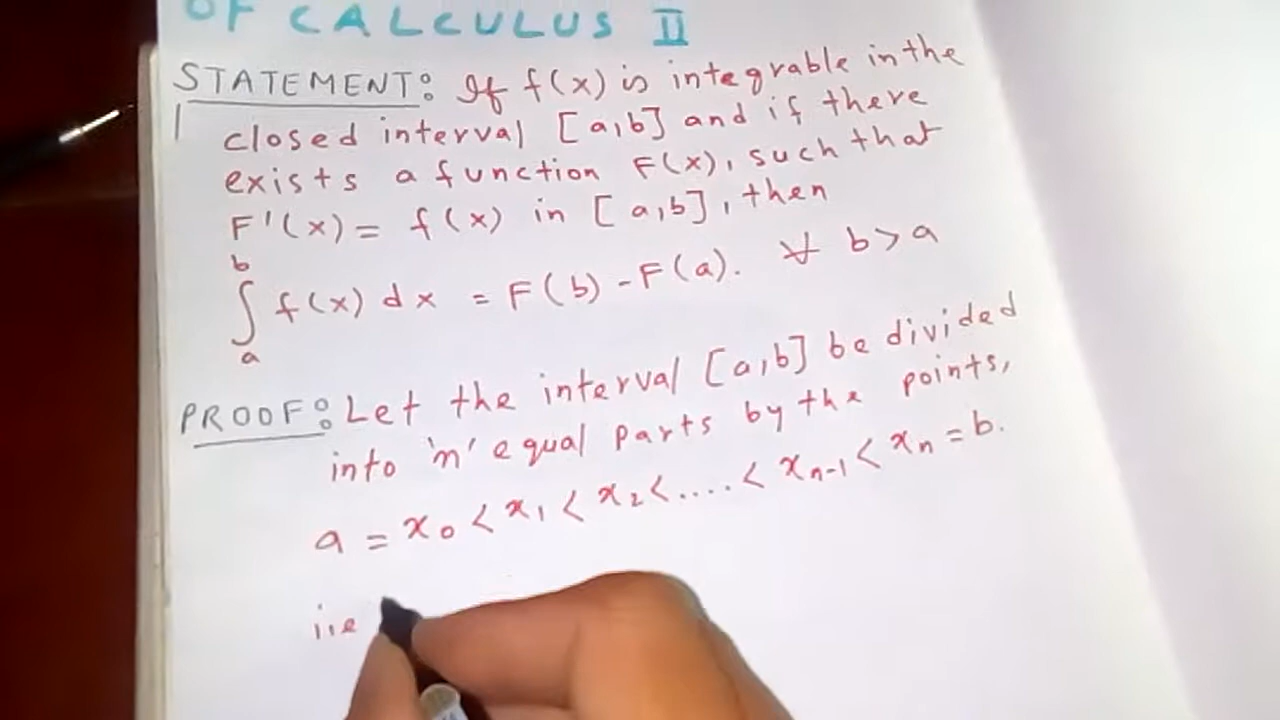 OF CALCULUS II
STATEMENT: If f(x) is integrable in the
closed interval [a,b] and if there
exists a function F(x), such that
F'(x) = f(x) in [a,b], then
∫ₐᵇ f(x) dx = F(b) - F(a). ∀ b > a
PROOF: Let the interval [a,b] be divided
into 'n' equal parts by the points,
a = x₀ < x₁ < x₂ < .... < xₙ₋₁ < xₙ = b.
i.e